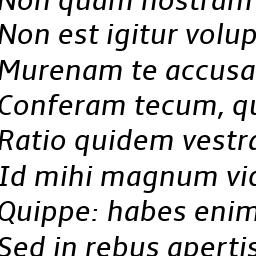 Non quam nostram
Non est igitur volup
Murenam te accusa
Conferam tecum, qu
Ratio quidem vestra
Id mihi magnum vid
Quippe: habes enim
Sed in rebus apertis